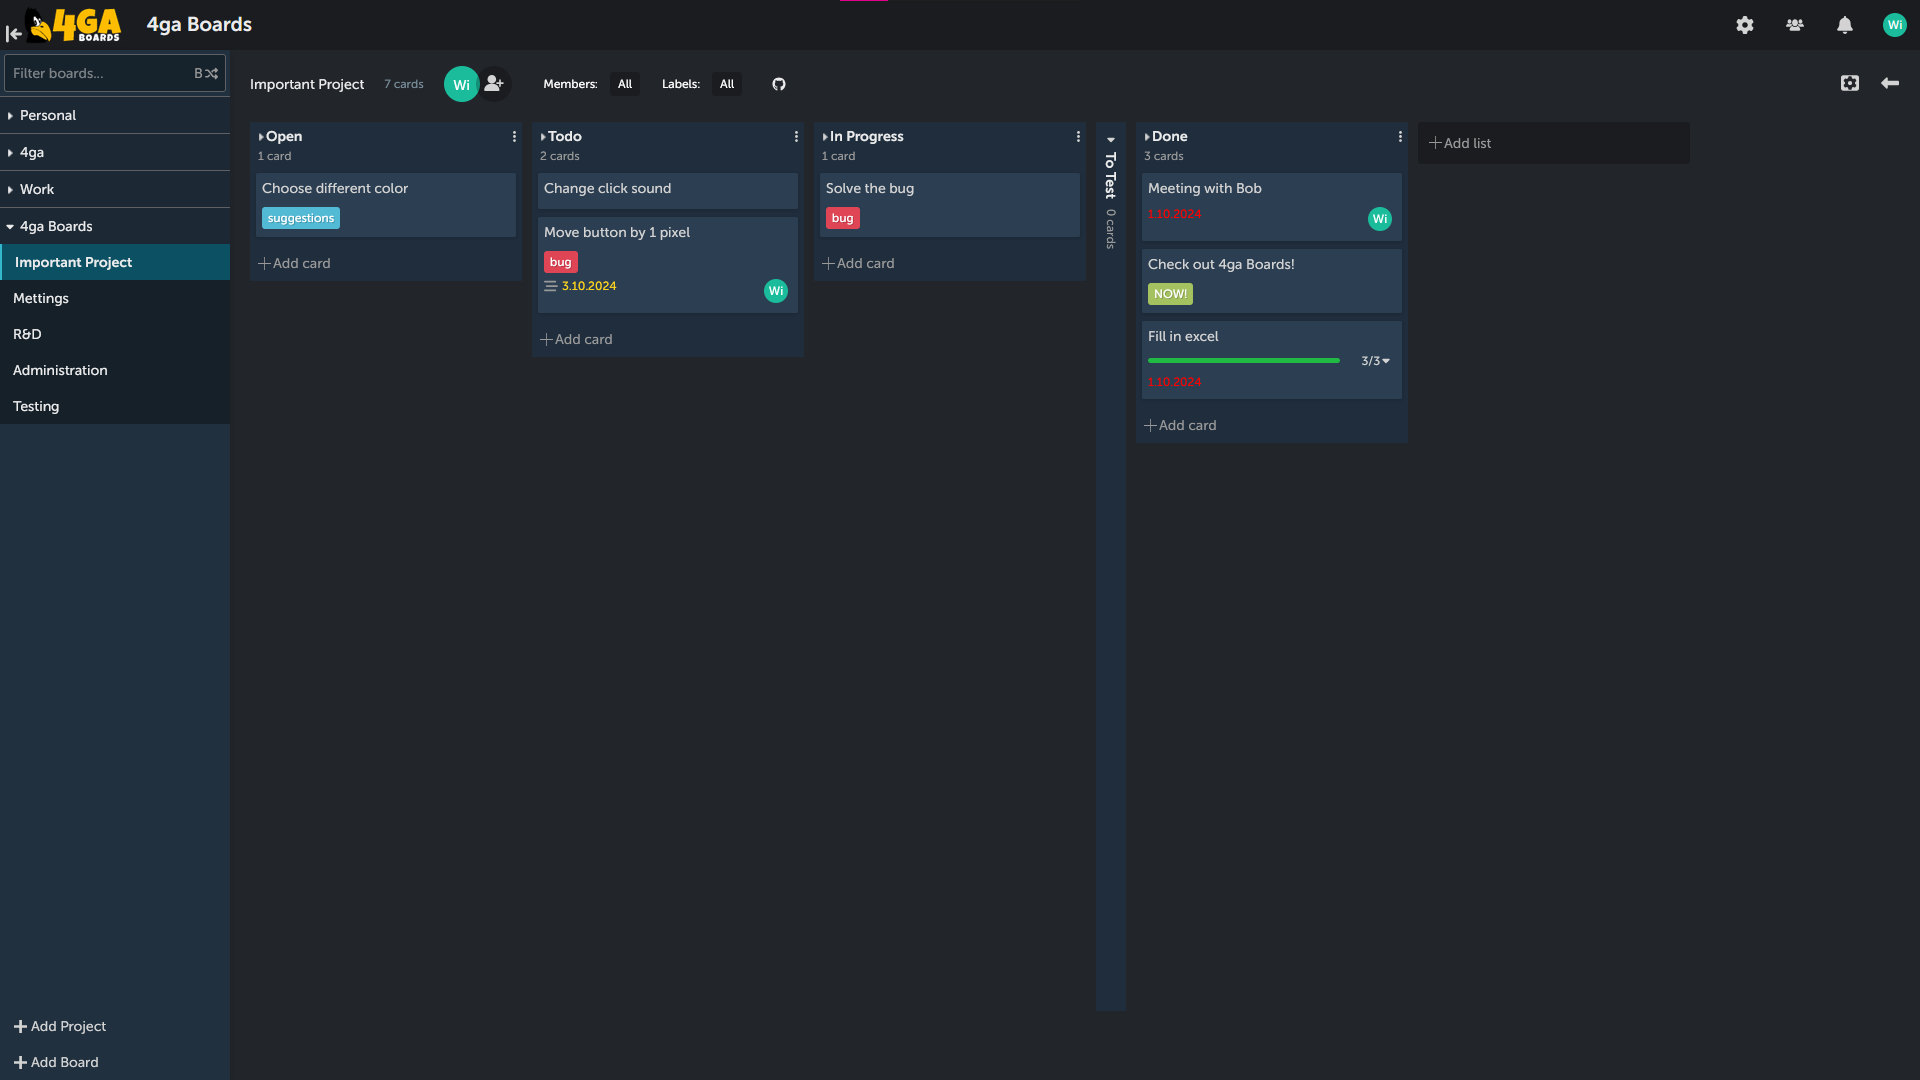 4GA BOARDS
4ga Boards
Wi
Filter boards...
B
Personal
4ga
Work
4ga Boards
Important Project
Mettings
R&D
Administration
Testing
Add Project
Add Board
Important Project
7 cards
Wi
Members:
All
Labels:
All
Open
1 card
Choose different color
suggestions
Add card
Todo
2 cards
Change click sound
Move button by 1 pixel
bug
3.10.2024
Wi
Add card
In Progress
1 card
Solve the bug
bug
Add card
To Test
0 cards
Done
3 cards
Meeting with Bob
1.10.2024
Wi
Check out 4ga Boards!
NOW!
Fill in excel
3/3
1.10.2024
Add card
Add list